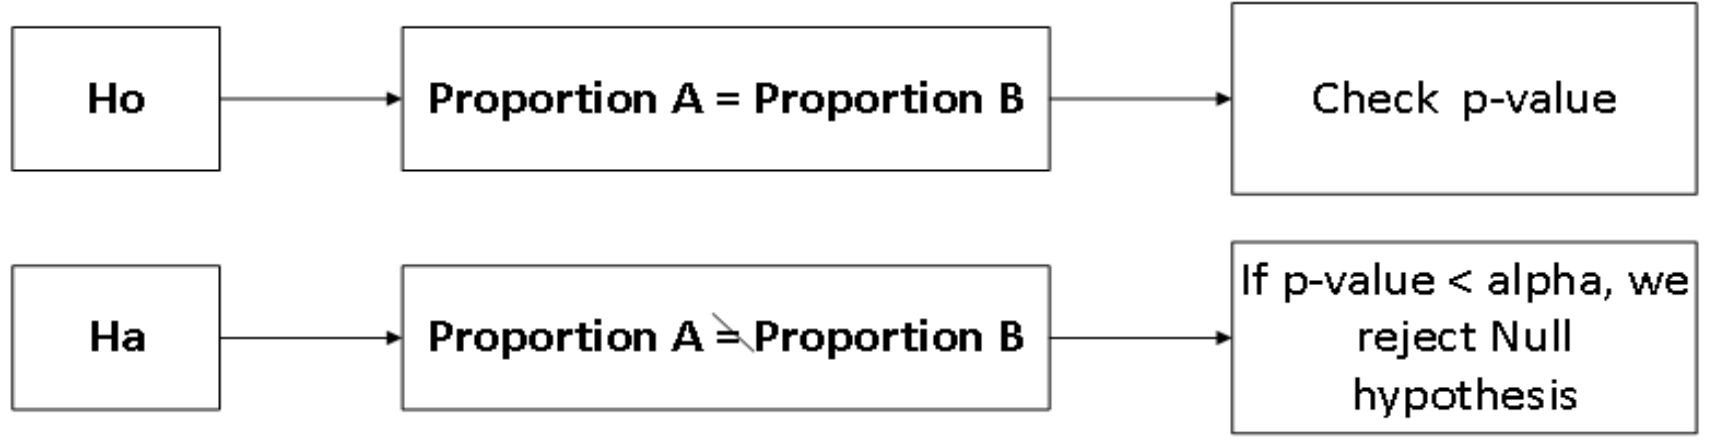 Ho
Proportion A = Proportion B
Check p-value
Ha
Proportion A ≠ Proportion B
If p-value < alpha, we
reject Null
hypothesis